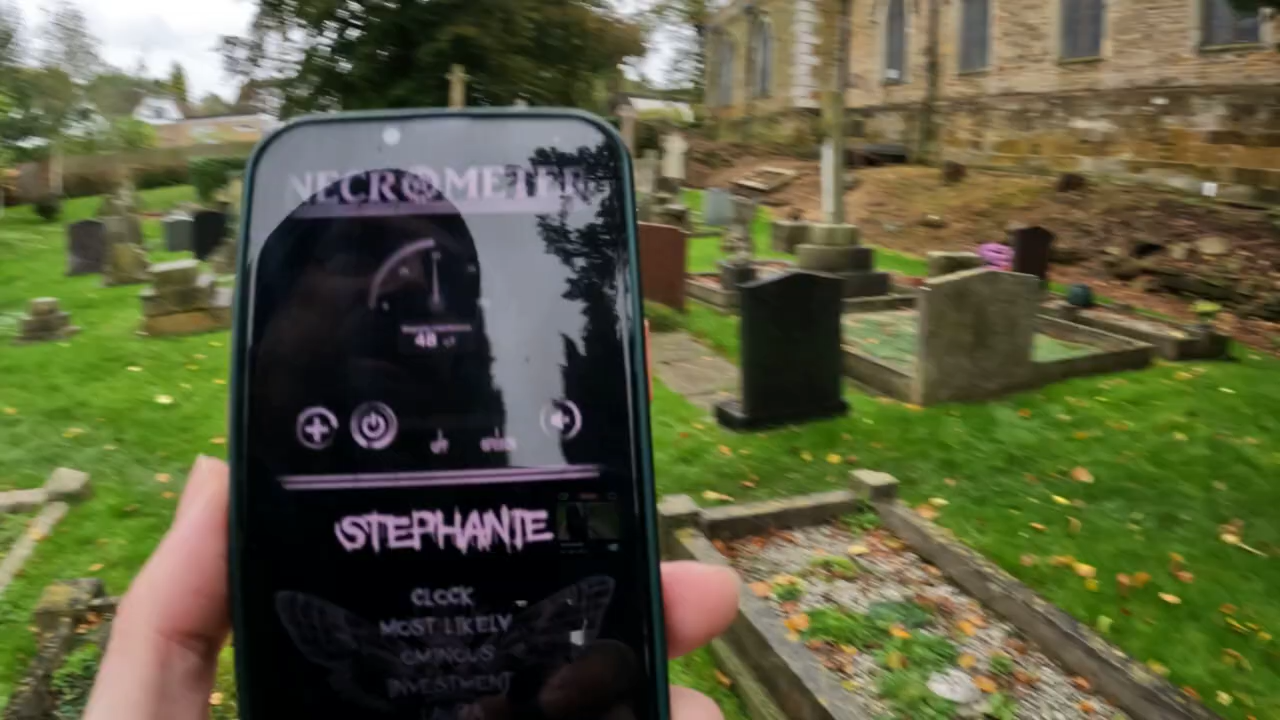 NECROMETER
48
STEPHANIE
CLOCK
MOST LIKELY
OMINOUS
INVESTMENT